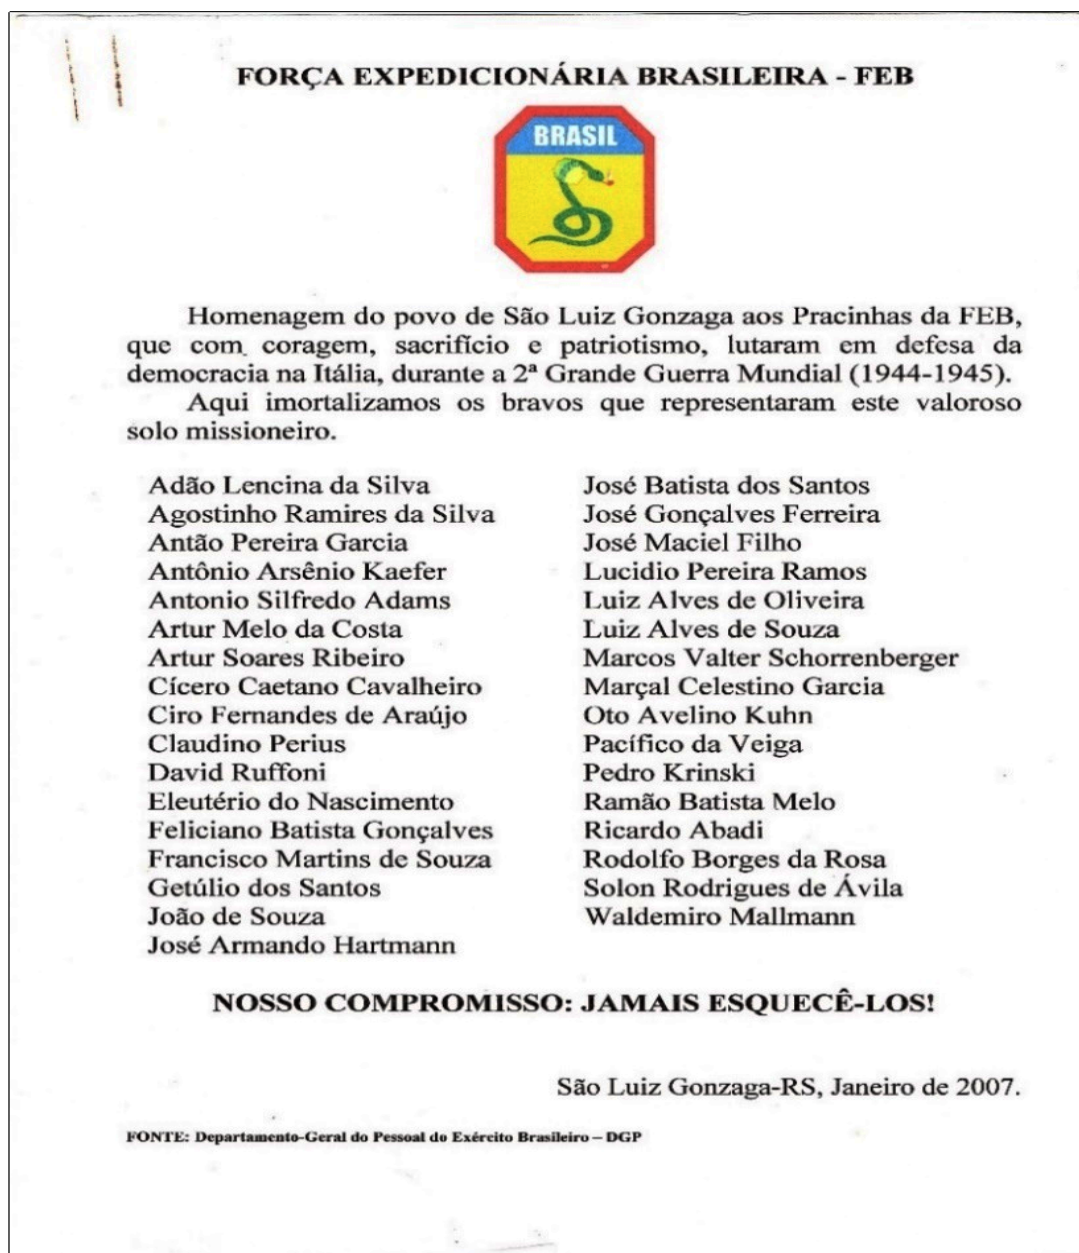 FORÇA EXPEDICIONÁRIA BRASILEIRA - FEB
BRASIL
Homenagem do povo de São Luiz Gonzaga aos Pracinhas da FEB,
que com coragem, sacrifício e patriotismo, lutaram em defesa da
democracia na Itália, durante a 2ª Grande Guerra Mundial (1944-1945).
Aqui imortalizamos os bravos que representaram este valoroso
solo missioneiro.
Adão Lencina da Silva
Agostinho Ramires da Silva
Antão Pereira Garcia
Antônio Arsênio Kaefer
Antonio Silfredo Adams
Artur Melo da Costa
Artur Soares Ribeiro
Cícero Caetano Cavalheiro
Ciro Fernandes de Araújo
Claudino Perius
David Ruffoni
Eleutério do Nascimento
Feliciano Batista Gonçalves
Francisco Martins de Souza
Getúlio dos Santos
João de Souza
José Armando Hartmann
José Batista dos Santos
José Gonçalves Ferreira
José Maciel Filho
Lucidio Pereira Ramos
Luiz Alves de Oliveira
Luiz Alves de Souza
Marcos Valter Schorrenberger
Marçal Celestino Garcia
Oto Avelino Kuhn
Pacífico da Veiga
Pedro Krinski
Ramão Batista Melo
Ricardo Abadi
Rodolfo Borges da Rosa
Solon Rodrigues de Ávila
Waldemiro Mallmann
NOSSO COMPROMISSO: JAMAIS ESQUECÊ-LOS!
São Luiz Gonzaga-RS, Janeiro de 2007.
FONTE: Departamento-Geral do Pessoal do Exército Brasileiro – DGP